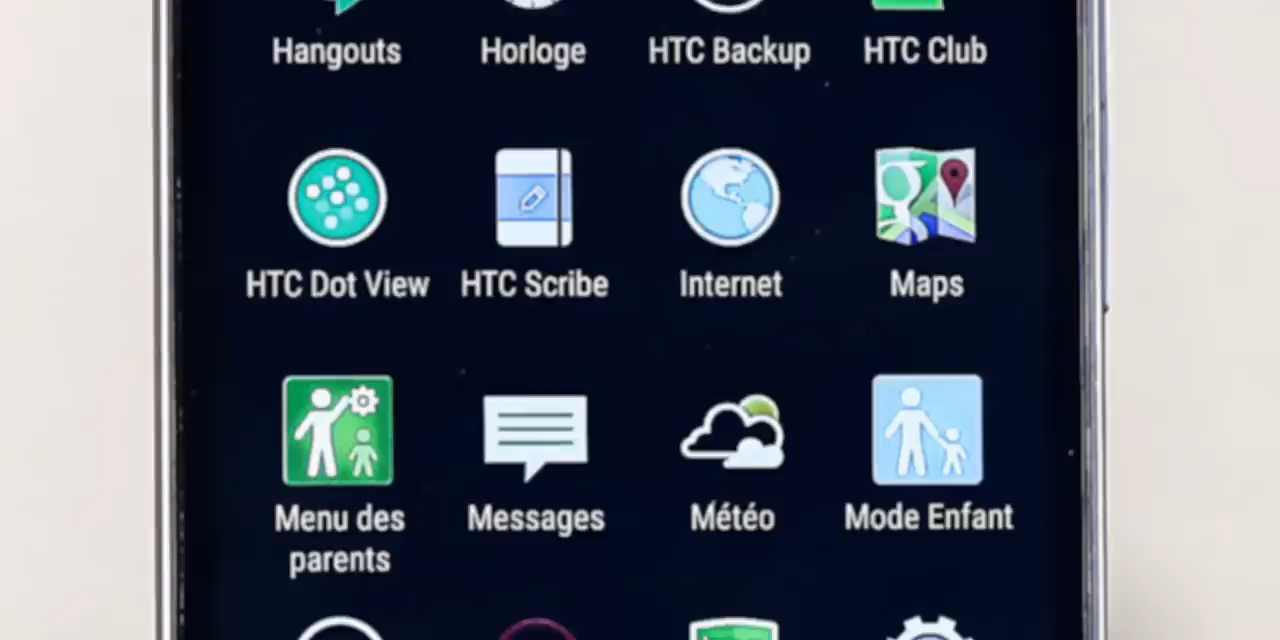 Hangouts Horloge HTC Backup HTC Club
HTC Dot View HTC Scribe Internet Maps
Menu des Messages Météo Mode Enfant
parents